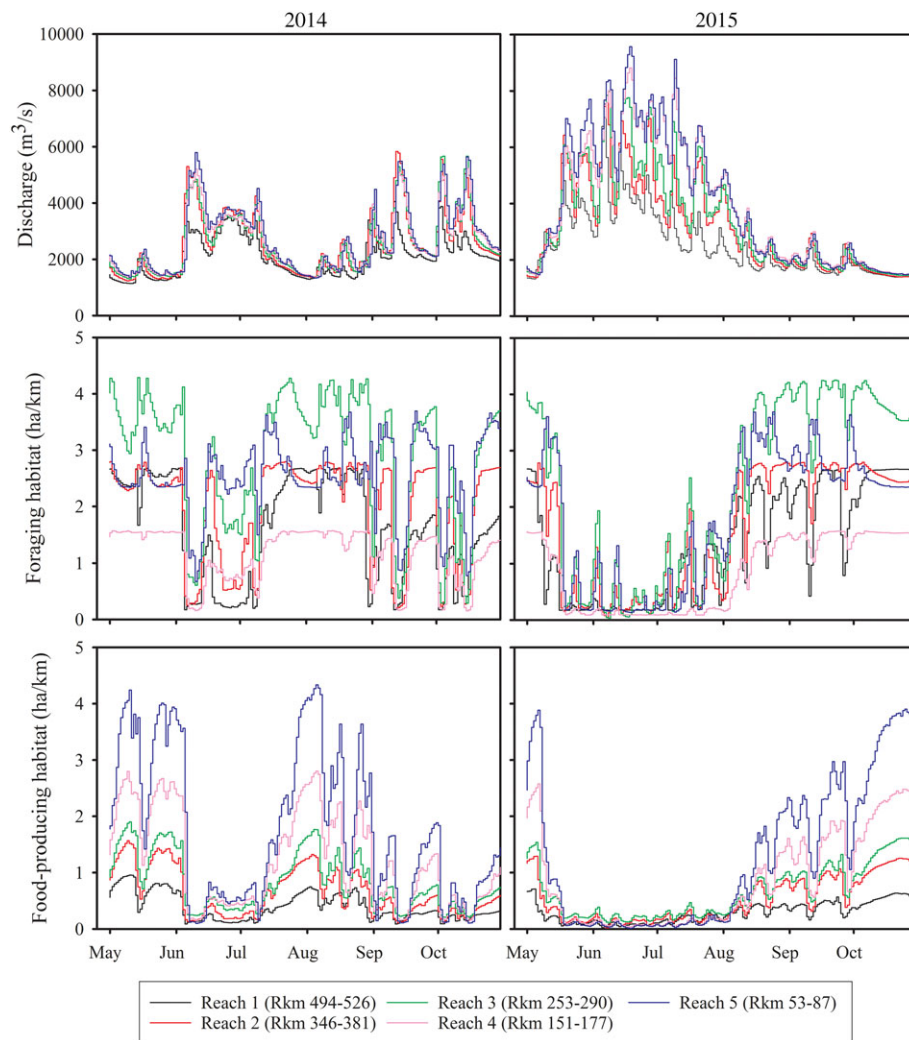 2014
2015
Discharge (m³/s)
10000
8000
6000
4000
2000
0
Foraging habitat (ha/km)
5
4
3
2
1
0
Food-producing habitat (ha/km)
5
4
3
2
1
0
May Jun Jul Aug Sep Oct
May Jun Jul Aug Sep Oct
Reach 1 (Rkm 494-526) Reach 3 (Rkm 253-290) Reach 5 (Rkm 53-87)
Reach 2 (Rkm 346-381) Reach 4 (Rkm 151-177)